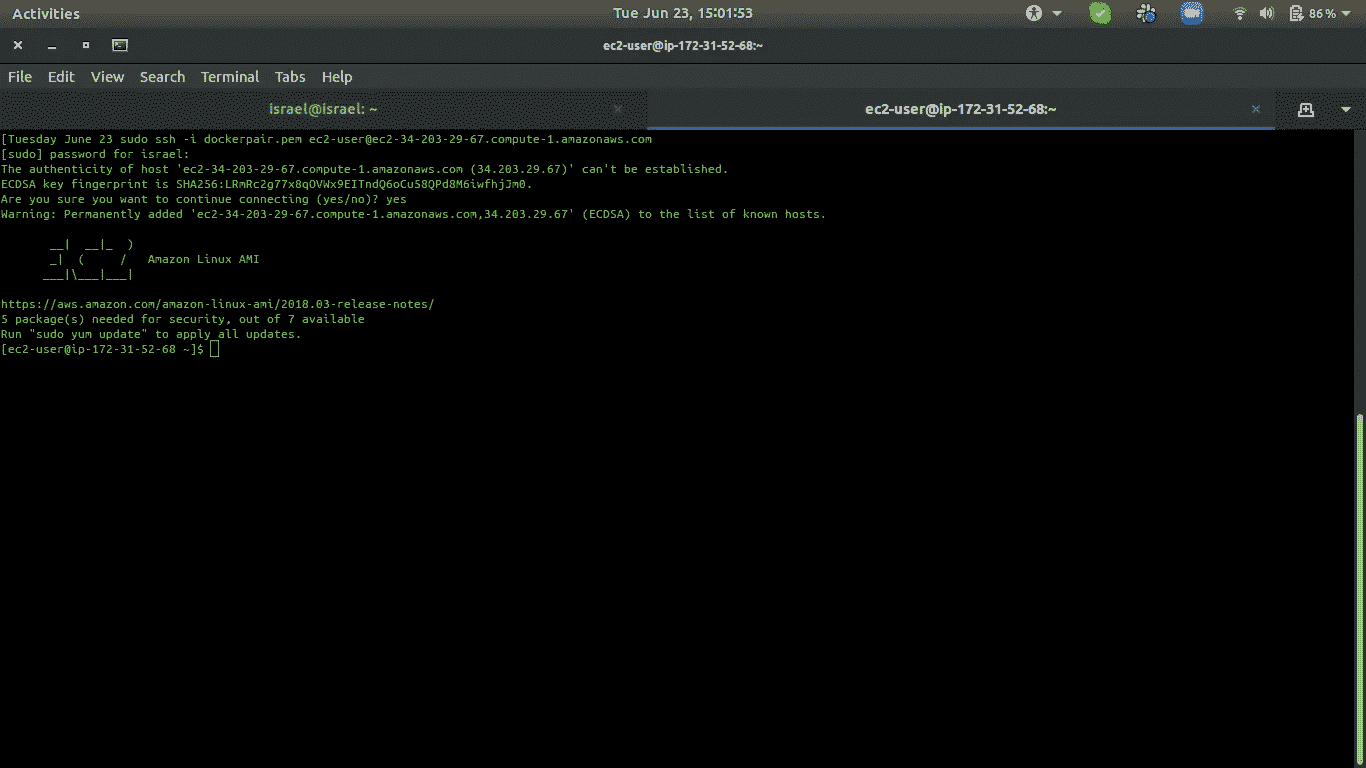 Activities
Tue Jun 23, 15:01:53
86 %
ec2-user@ip-172-31-52-68:~
File Edit View Search Terminal Tabs Help
israel@israel: ~
ec2-user@ip-172-31-52-68:~
[Tuesday June 23 sudo ssh -i dockerpair.pem ec2-user@ec2-34-203-29-67.compute-1.amazonaws.com
[sudo] password for israel:
The authenticity of host 'ec2-34-203-29-67.compute-1.amazonaws.com (34.203.29.67)' can't be established.
ECDSA key fingerprint is SHA256:LRmRc2g77x8qOVWx9EITndQ6oCu58QPd8M6iwfhjJm0.
Are you sure you want to continue connecting (yes/no)? yes
Warning: Permanently added 'ec2-34-203-29-67.compute-1.amazonaws.com,34.203.29.67' (ECDSA) to the list of known hosts.
       __|  __|_  )
       _|  (     /   Amazon Linux AMI
      ___|\___|___|
https://aws.amazon.com/amazon-linux-ami/2018.03-release-notes/
5 package(s) needed for security, out of 7 available
Run "sudo yum update" to apply all updates.
[ec2-user@ip-172-31-52-68 ~]$